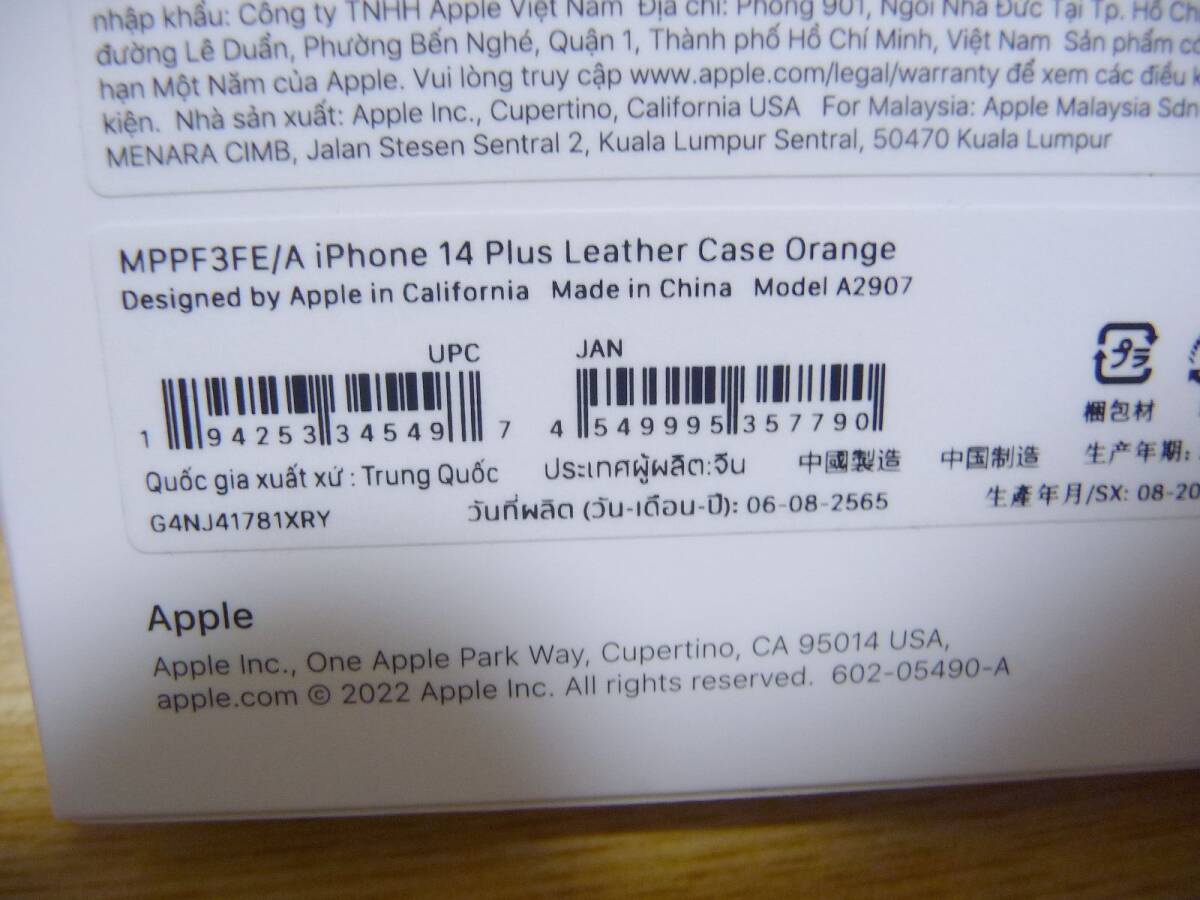 nhập khẩu: Công ty TNHH Apple Việt Nam Địa chỉ: Phòng 901, Ngôi Nhà Đức Tại Tp. Hồ
đường Lê Duẩn, Phường Bến Nghé, Quận 1, Thành phố Hồ Chí Minh, Việt Nam Sản phẩm
hạn Một Năm của Apple. Vui lòng truy cập www.apple.com/legal/warranty để xem các điều
kiện. Nhà sản xuất: Apple Inc., Cupertino, California USA For Malaysia: Apple Malaysia Sdn
MENARA CIMB, Jalan Stesen Sentral 2, Kuala Lumpur Sentral, 50470 Kuala Lumpur
MPPF3FE/A iPhone 14 Plus Leather Case Orange
Designed by Apple in California Made in China Model A2907
UPC JAN
1 94253 34549 7 4 549995 357790
プラ
梱包材
Quốc gia xuất xứ : Trung Quốc ประเทศผู้ผลิต:จีน 中國製造 中国制造 生产年期:
G4NJ41781XRY วันที่ผลิต (วัน-เดือน-ปี): 06-08-2565 生產年月/SX: 08-20
Apple
Apple Inc., One Apple Park Way, Cupertino, CA 95014 USA,
apple.com © 2022 Apple Inc. All rights reserved. 602-05490-A